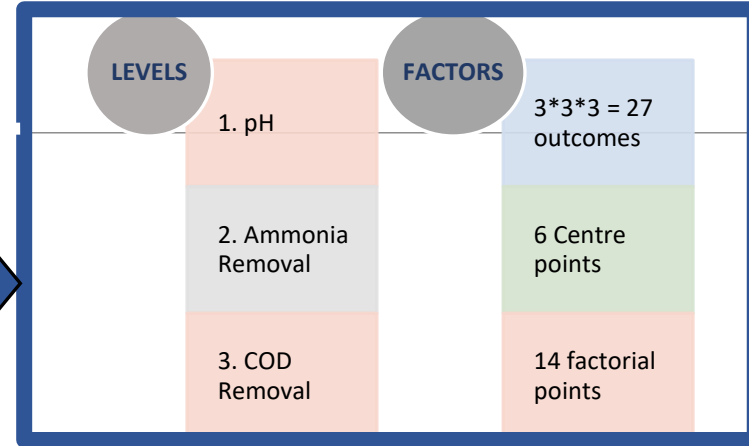 LEVELS
1. pH
2. Ammonia
Removal
3. COD
Removal
FACTORS
3*3*3 = 27
outcomes
6 Centre
points
14 factorial
points